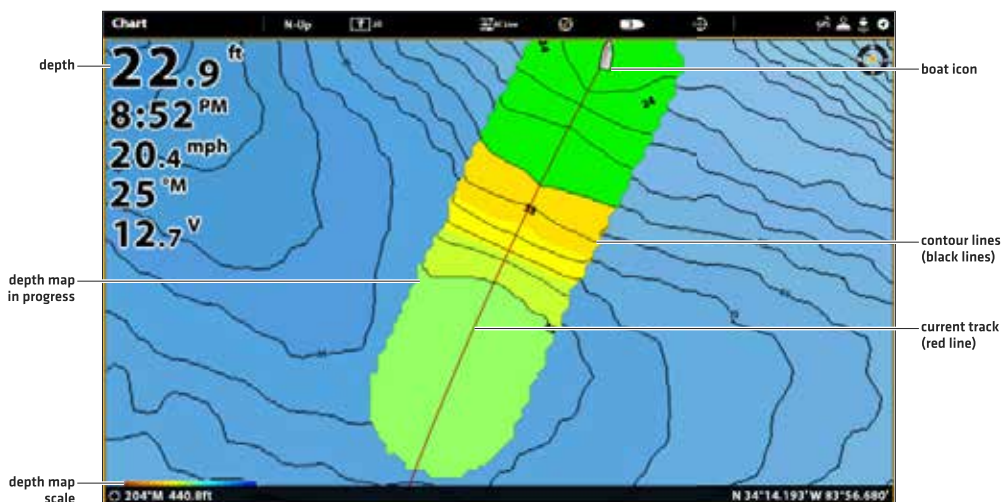 Chart
N-Up
depth
22.9 ft
8:52 PM
20.4 mph
25 °M
12.7 V
boat icon
24
contour lines
(black lines)
depth map
in progress
current track
(red line)
depth map
scale
204°M 440.8ft
N 34°14.193' W 83°56.680'